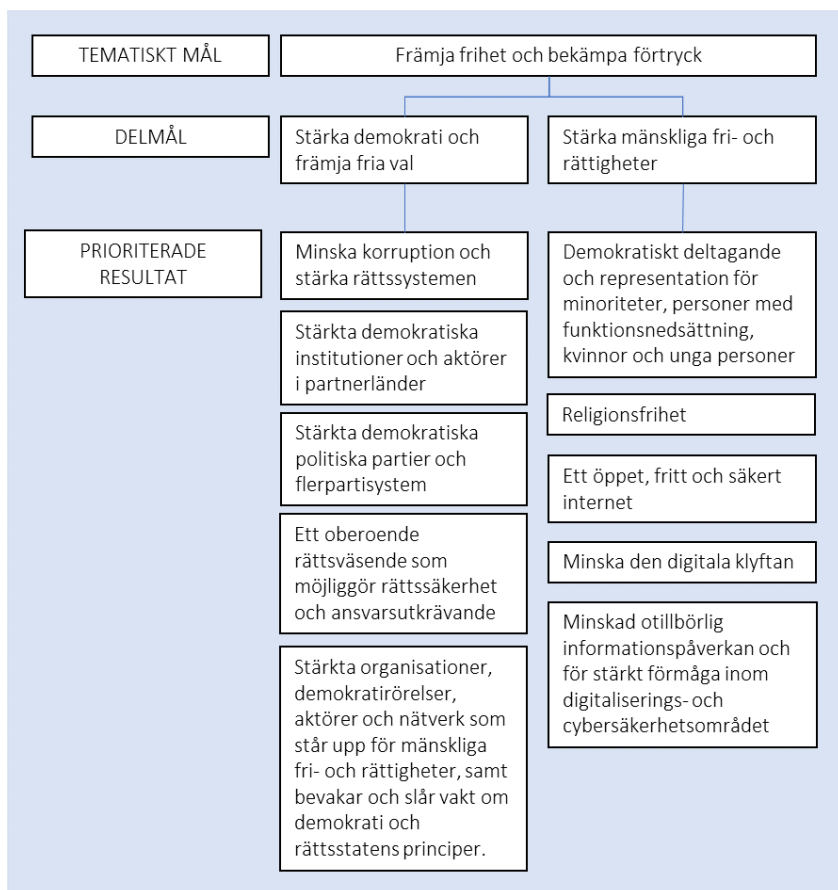 TEMATISKT MÅL
Främja frihet och bekämpa förtryck
DELMÅL
Stärka demokrati och
främja fria val
Stärka mänskliga fri- och
rättigheter
PRIORITERADE
RESULTAT
Minska korruption och
stärka rättssystemen
Stärkta demokratiska
institutioner och aktörer
i partnerländer
Stärkta demokratiska
politiska partier och
flerpartisystem
Ett oberoende
rättsväsende som
möjliggör rättssäkerhet
och ansvarsutkrävande
Stärkta organisationer,
demokratirörelser,
aktörer och nätverk som
står upp för mänskliga
fri- och rättigheter, samt
bevakar och slår vakt om
demokrati och
rättsstatens principer.
Demokratiskt deltagande
och representation för
minoriteter, personer med
funktionsnedsättning,
kvinnor och unga personer
Religionsfrihet
Ett öppet, fritt och säkert
internet
Minska den digitala klyftan
Minskad otillbörlig
informationspåverkan och
för stärkt förmåga inom
digitaliserings- och
cybersäkerhetsområdet